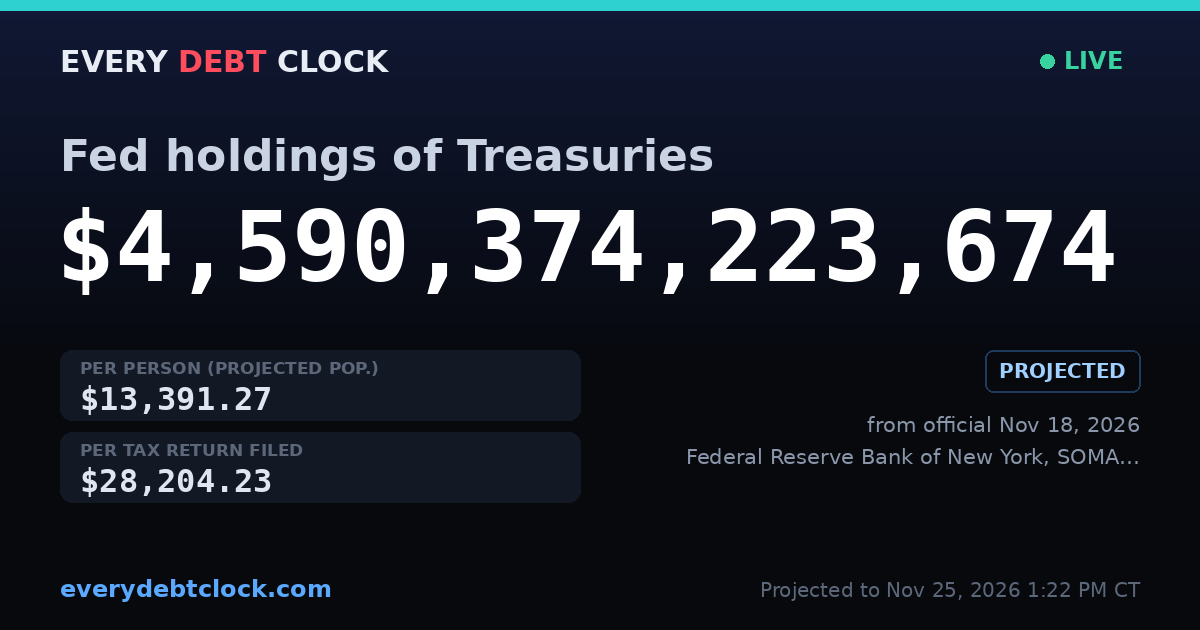 EVERY DEBT CLOCK
LIVE
Fed holdings of Treasuries
$4,590,374,223,674
PER PERSON (PROJECTED POP.)
$13,391.27
PER TAX RETURN FILED
$28,204.23
PROJECTED
from official Nov 18, 2026
Federal Reserve Bank of New York, SOMA…
everydebtclock.com
Projected to Nov 25, 2026 1:22 PM CT